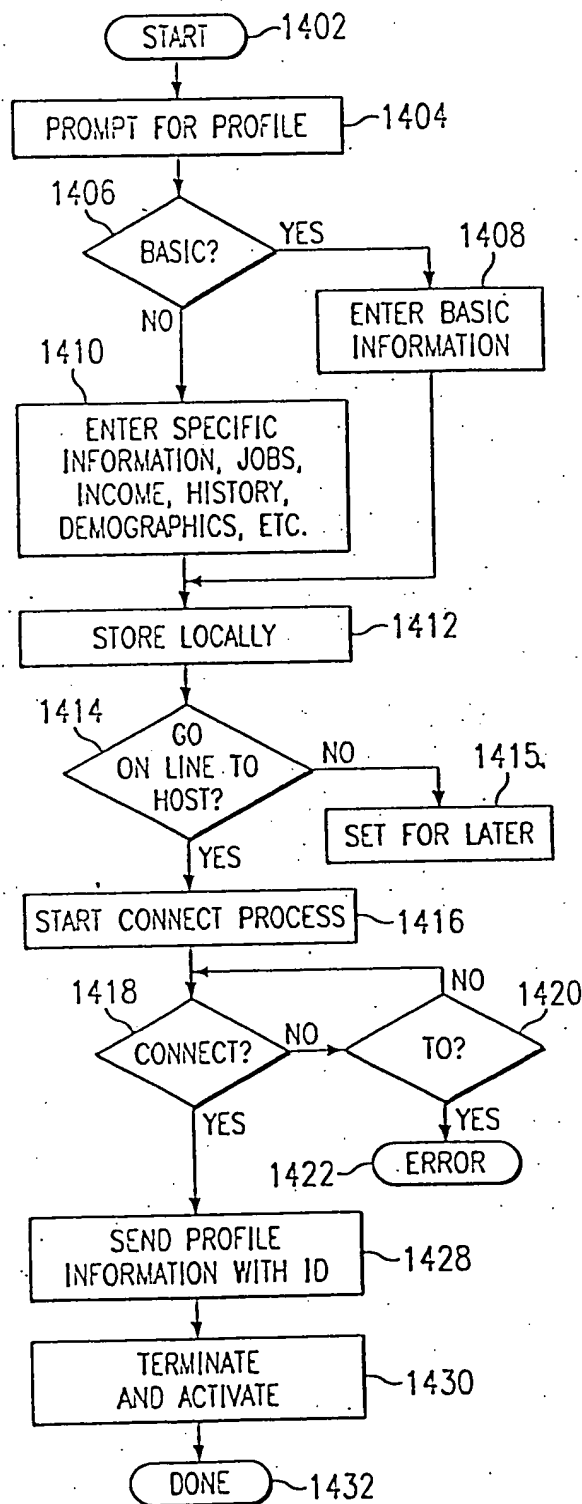 START
1402
PROMPT FOR PROFILE
1404
1406
BASIC?
YES
1408
NO
ENTER BASIC
INFORMATION
1410
ENTER SPECIFIC
INFORMATION, JOBS,
INCOME, HISTORY,
DEMOGRAPHICS, ETC.
STORE LOCALLY
1412
1414
GO
ON LINE TO
HOST?
NO
1415
SET FOR LATER
YES
START CONNECT PROCESS
1416
NO
1418
1420
CONNECT?
NO
TO?
YES
YES
1422
ERROR
SEND PROFILE
INFORMATION WITH ID
1428
TERMINATE
AND ACTIVATE
1430
DONE
1432